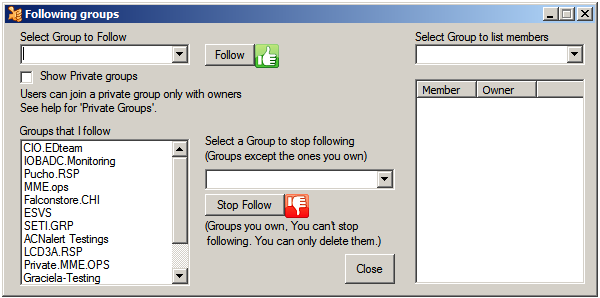 Following groups
Select Group to Follow
Follow
Show Private groups
Users can join a private group only with owners
See help for 'Private Groups'.
Groups that I follow
CIO.EDteam
IOBADC.Monitoring
Pucho.RSP
MME.ops
Falconstore.CHI
ESVS
SETI.GRP
ACNalert Testings
LCD3A.RSP
Private.MME.OPS
Graciela-Testing
Select a Group to stop following
(Groups except the ones you own)
Stop Follow
(Groups you own, You can't stop
following. You can only delete them.)
Close
Select Group to list members
Member Owner